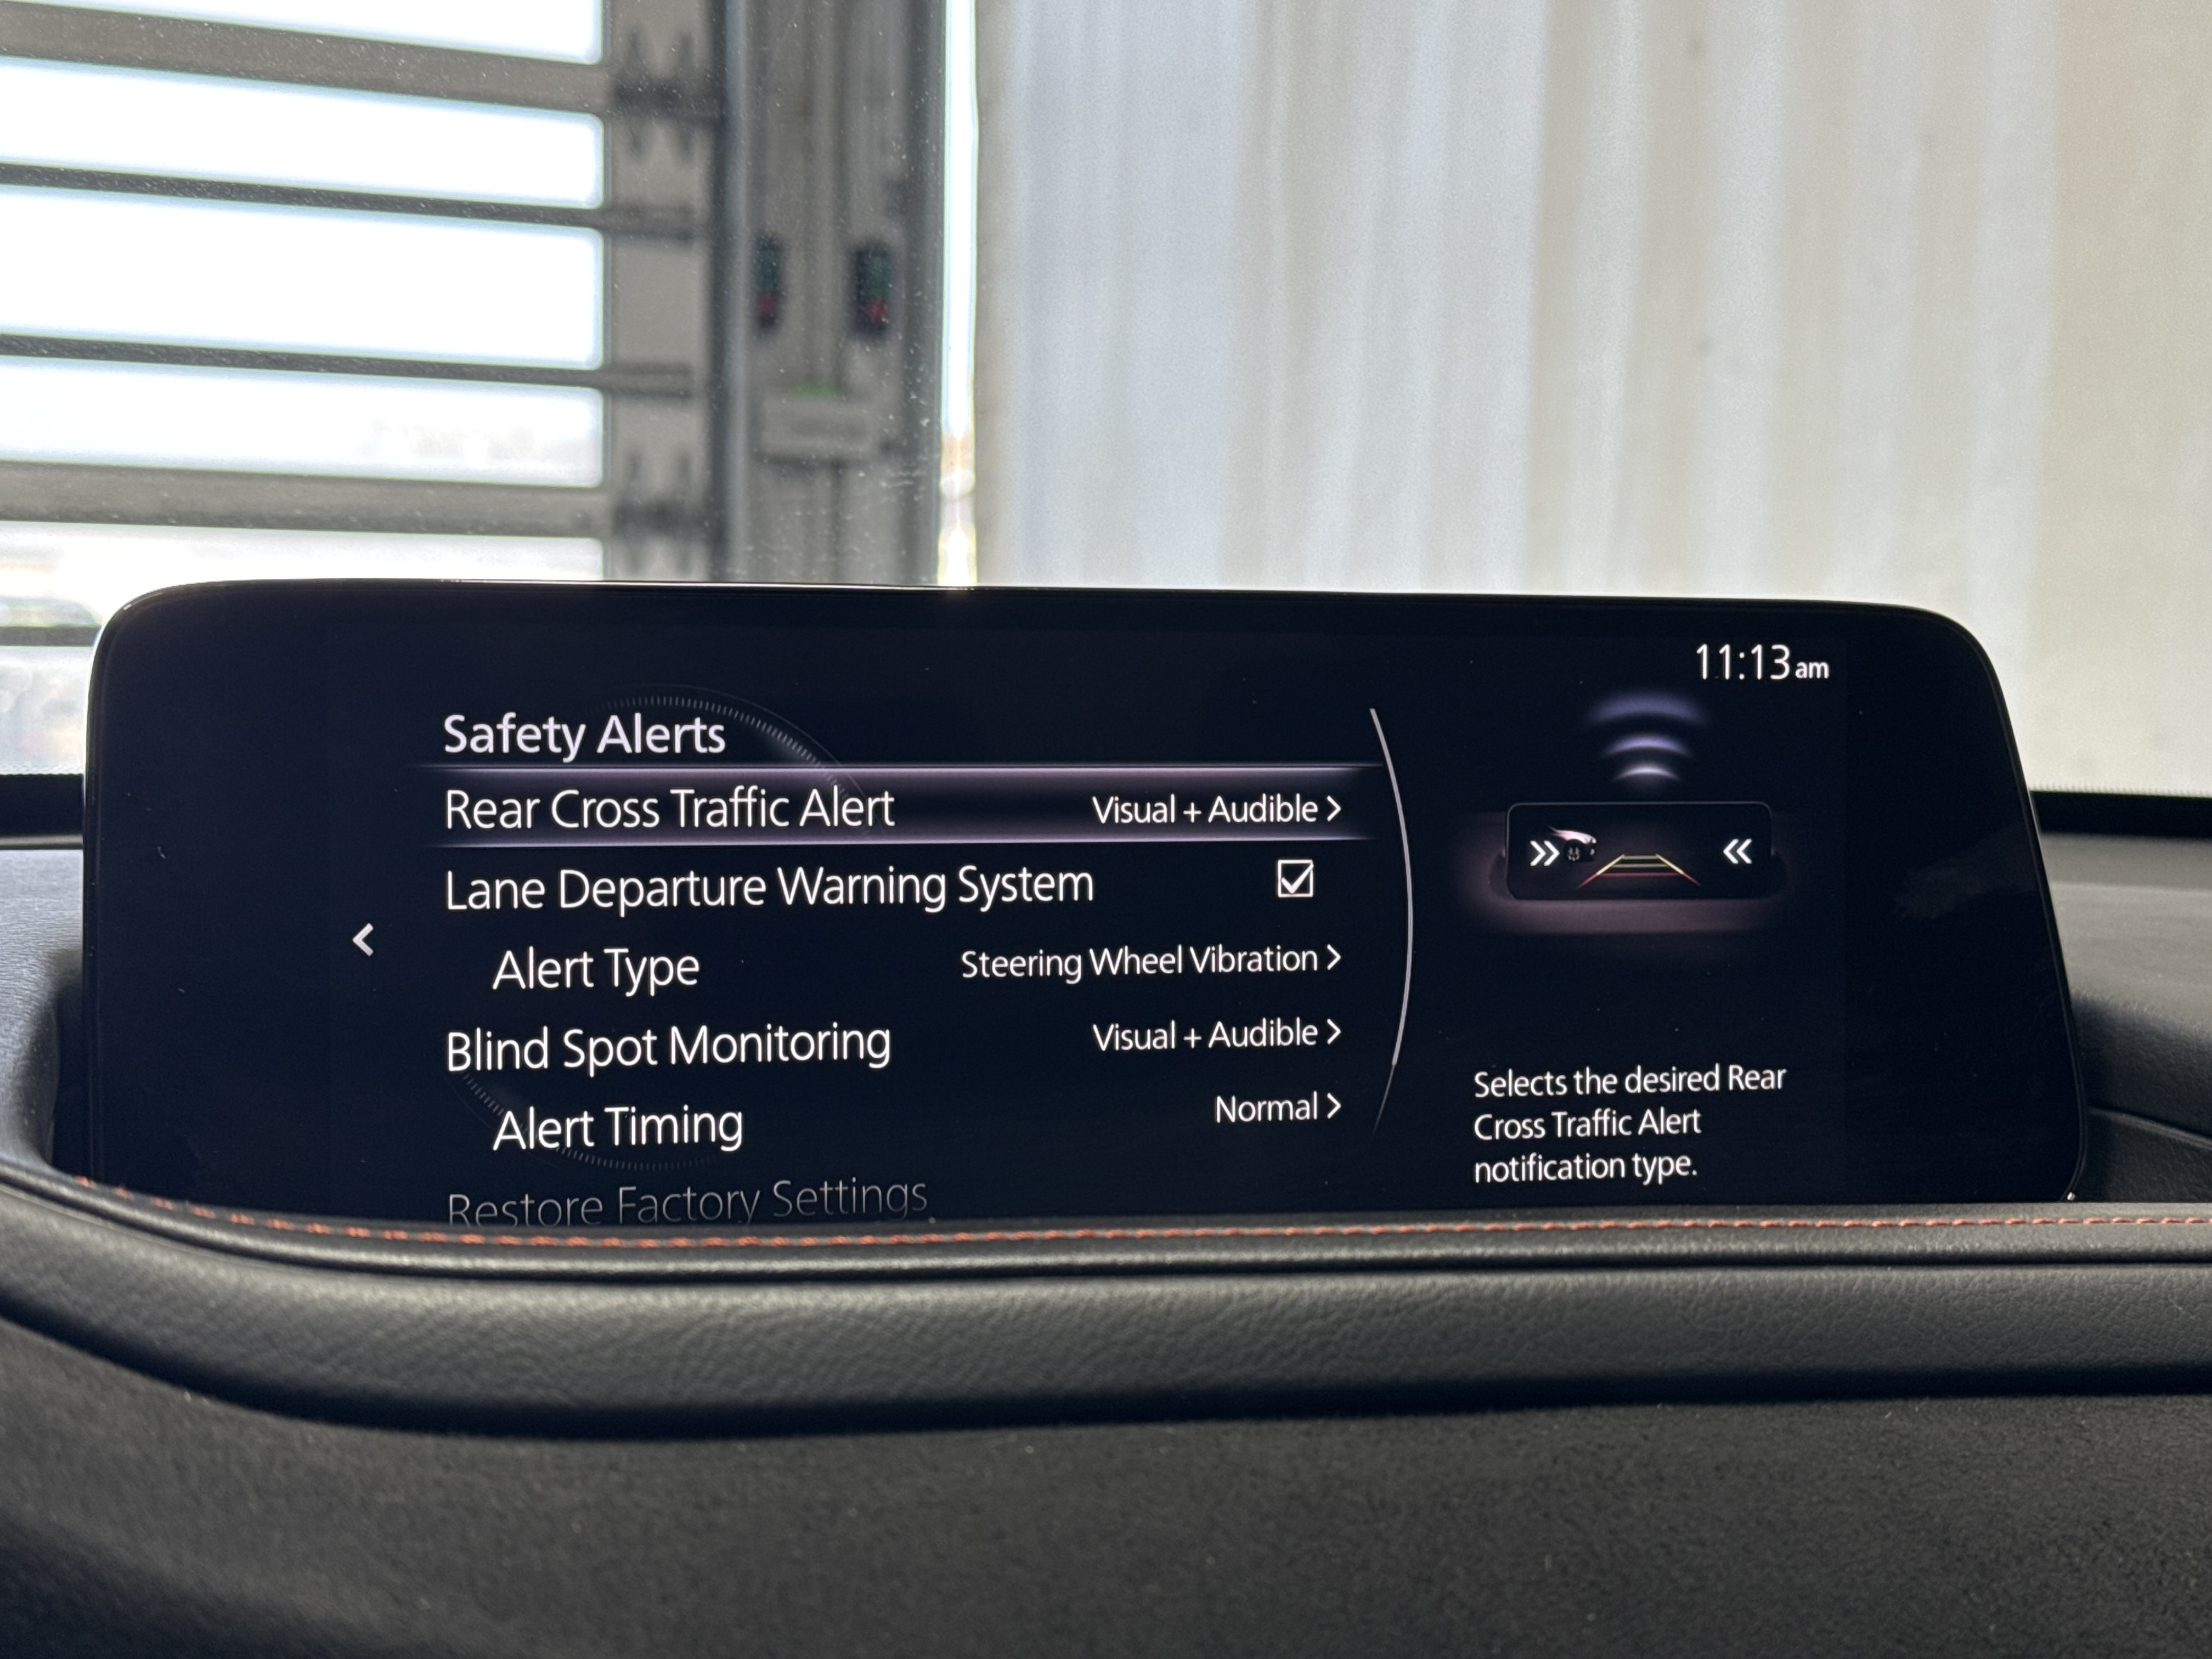 11:13am
Safety Alerts
Rear Cross Traffic Alert Visual + Audible
Lane Departure Warning System
Alert Type Steering Wheel Vibration
Blind Spot Monitoring Visual + Audible
Alert Timing Normal
Restore Factory Settings
Selects the desired Rear
Cross Traffic Alert
notification type.